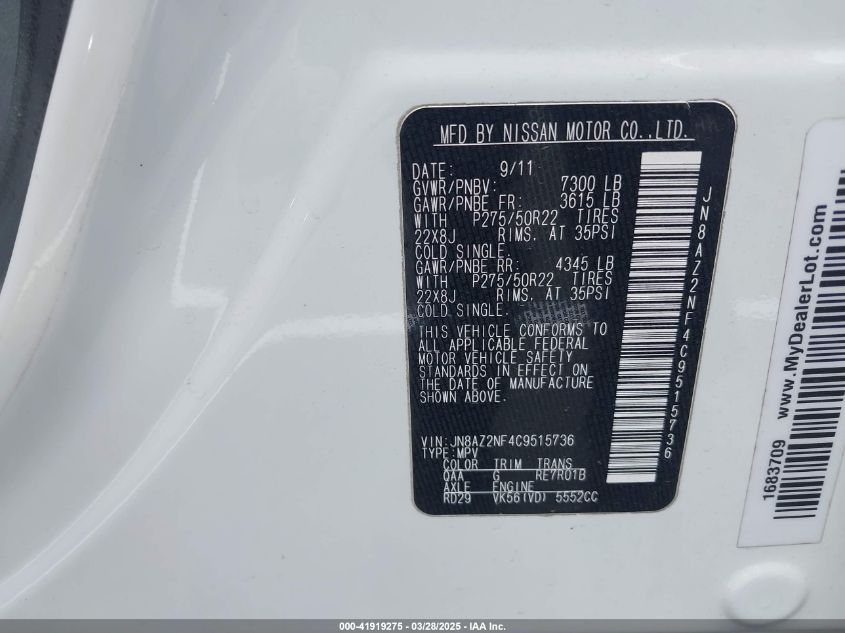 MFD BY NISSAN MOTOR CO.,LTD.
DATE: 9/11
GVWR/PNBV: 7300 LB
GAWR/PNBE FR: 3615 LB
WITH P275/50R22 TIRES
22X8J RIMS. AT 35PSI
COLD SINGLE.
GAWR/PNBE RR: 4345 LB
WITH P275/50R22 TIRES
22X8J RIMS. AT 35PSI
COLD SINGLE.
THIS VEHICLE CONFORMS TO
ALL APPLICABLE FEDERAL
MOTOR VEHICLE SAFETY
STANDARDS IN EFFECT ON
THE DATE OF MANUFACTURE
SHOWN ABOVE.
VIN: JN8AZ2NF4C9515736
TYPE: MPV
COLOR TRIM TRANS
QAA G RE7R01B
AXLE ENGINE
RD29 VK56(VD) 5552CC
JN8AZ2NF4C9515736
www.MyDealerLot.com
1683709
000-41919275 - 03/28/2025 - IAA Inc.